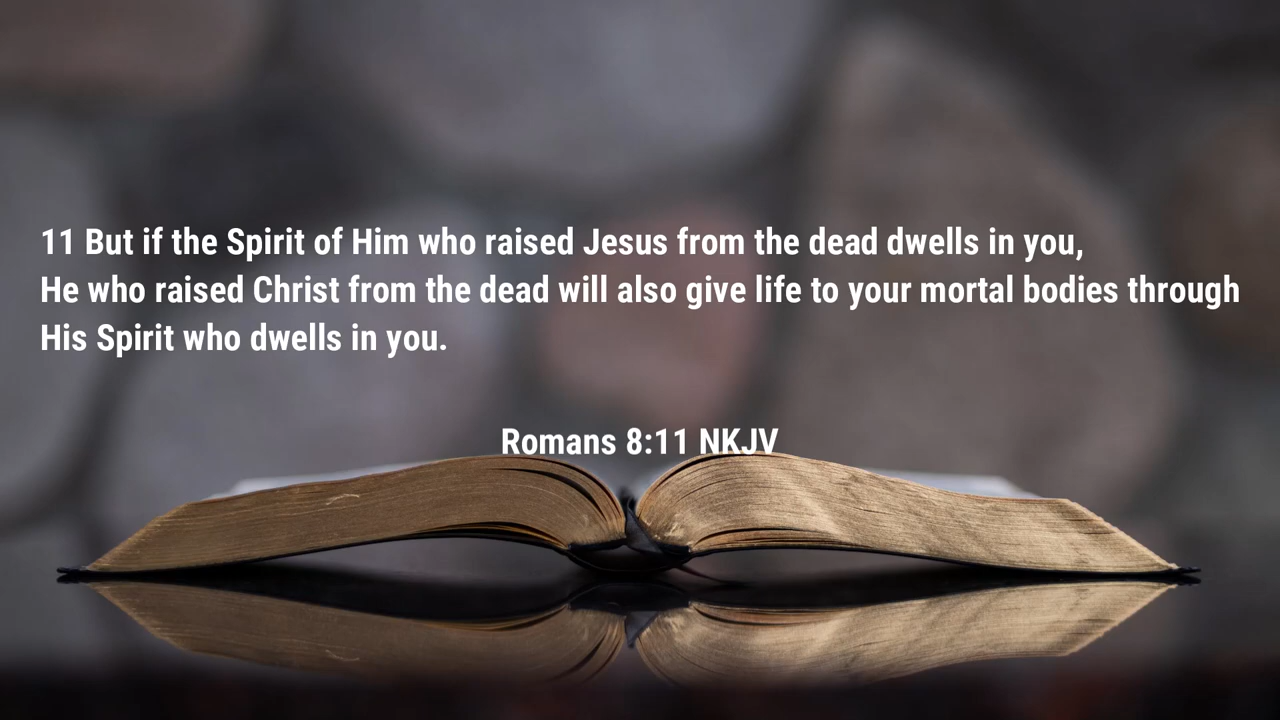 11 But if the Spirit of Him who raised Jesus from the dead dwells in you,
He who raised Christ from the dead will also give life to your mortal bodies through
His Spirit who dwells in you.
Romans 8:11 NKJV